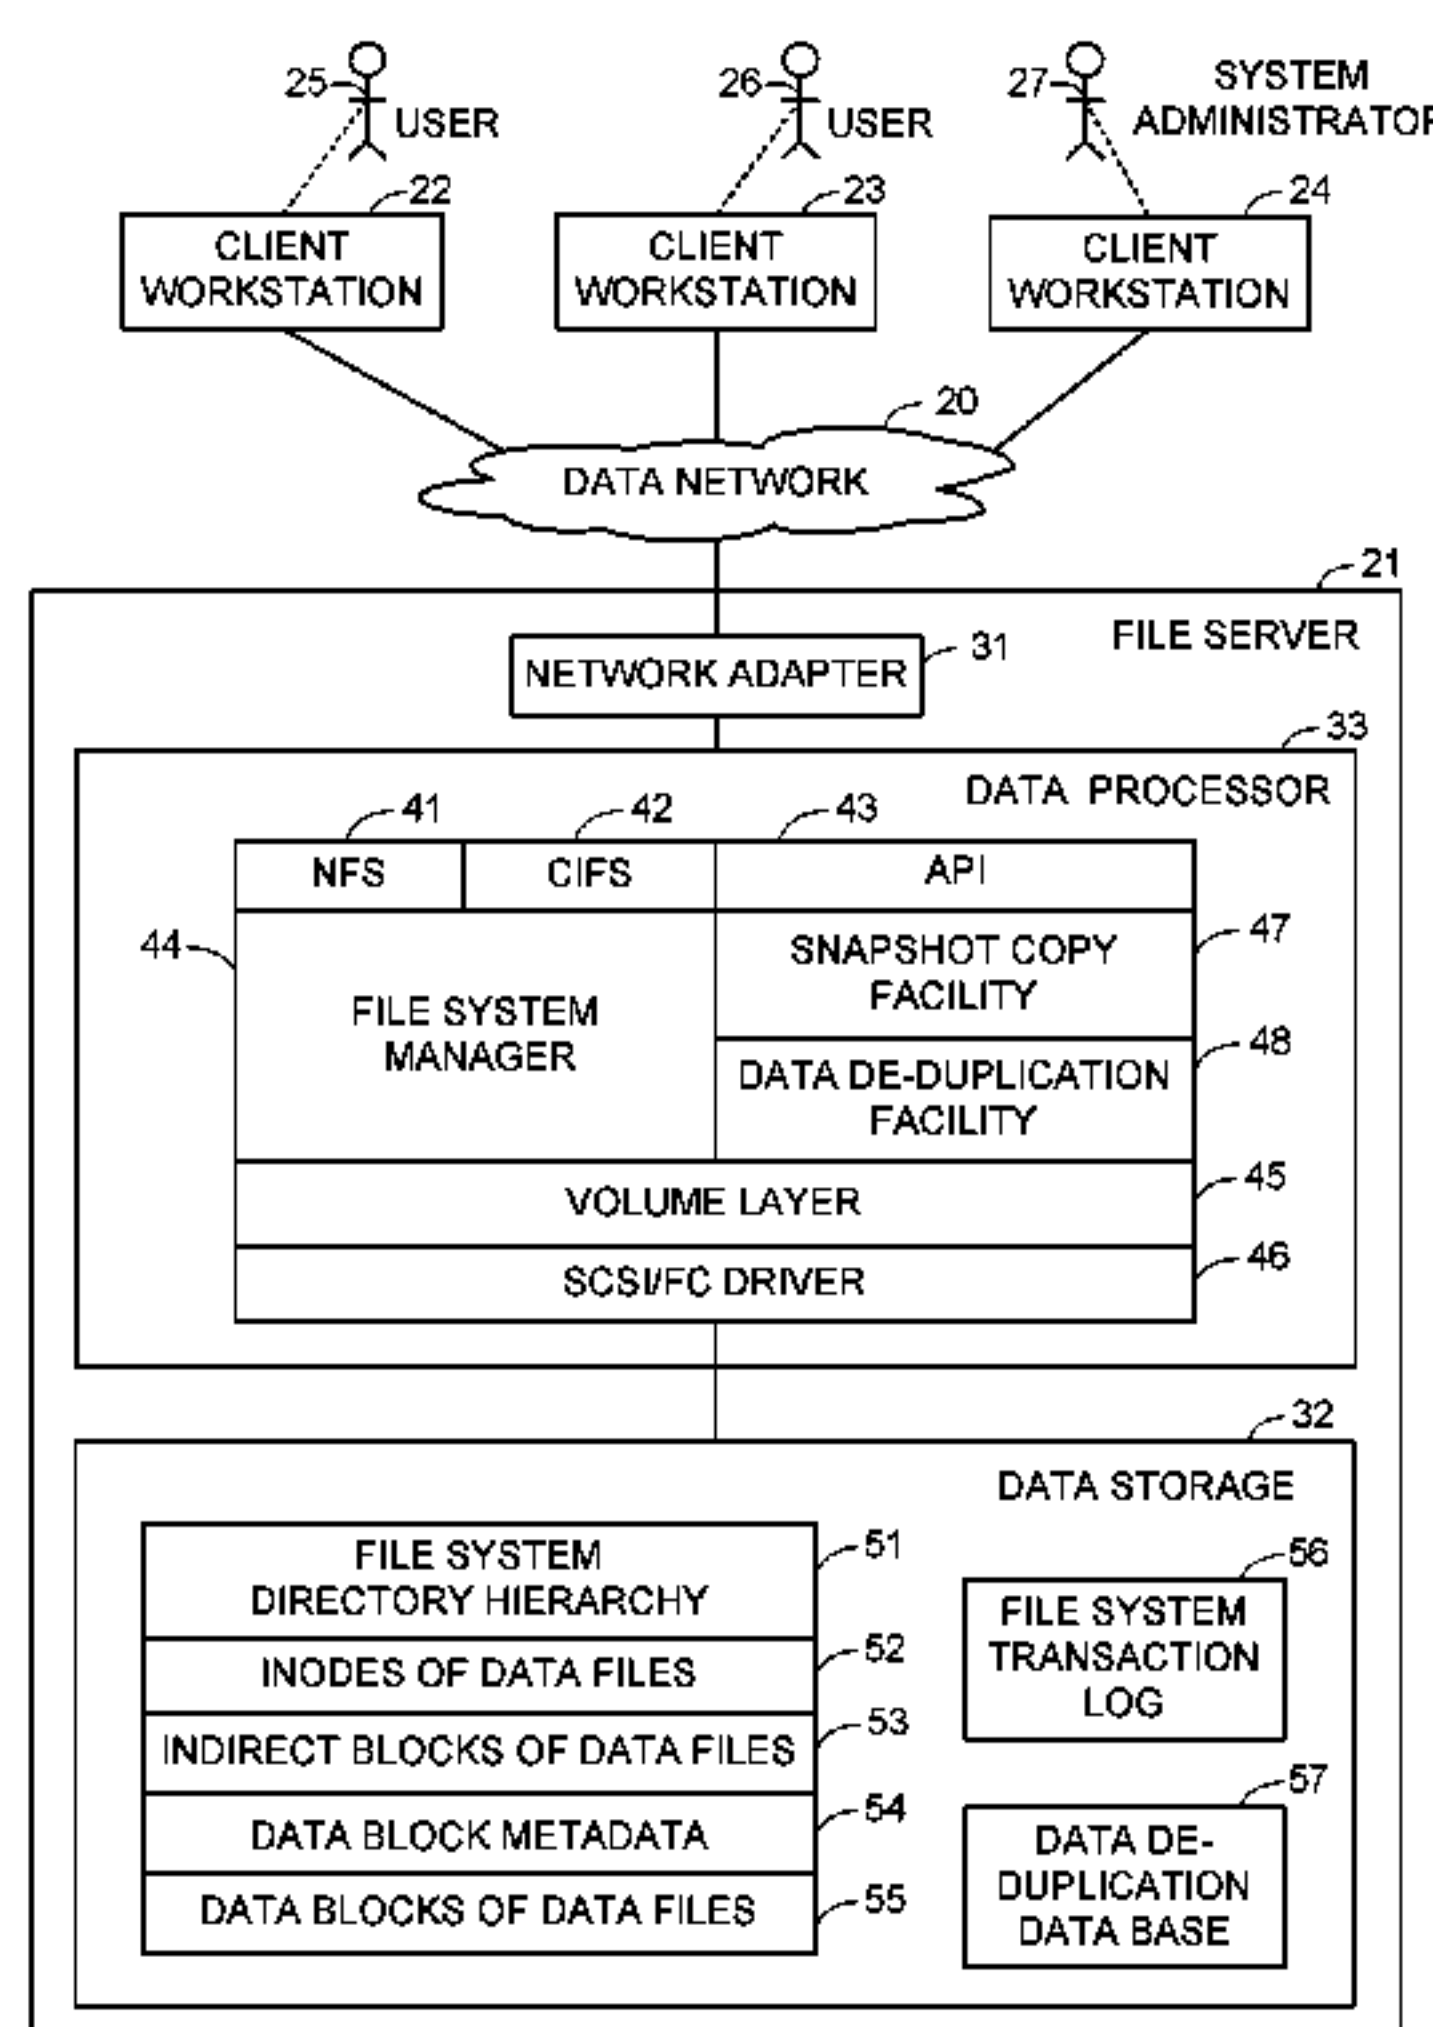 25
USER
26
USER
27
SYSTEM
ADMINISTRATOR
22
CLIENT
WORKSTATION
23
CLIENT
WORKSTATION
24
CLIENT
WORKSTATION
20
DATA NETWORK
21
FILE SERVER
NETWORK ADAPTER
31
33
DATA PROCESSOR
41
42
43
NFS
CIFS
API
44
FILE SYSTEM
MANAGER
SNAPSHOT COPY
FACILITY
47
DATA DE-DUPLICATION
FACILITY
48
VOLUME LAYER
45
SCSI/FC DRIVER
46
32
DATA STORAGE
FILE SYSTEM
DIRECTORY HIERARCHY
51
INODES OF DATA FILES
52
INDIRECT BLOCKS OF DATA FILES
53
DATA BLOCK METADATA
54
DATA BLOCKS OF DATA FILES
55
56
FILE SYSTEM
TRANSACTION
LOG
57
DATA DE-
DUPLICATION
DATA BASE